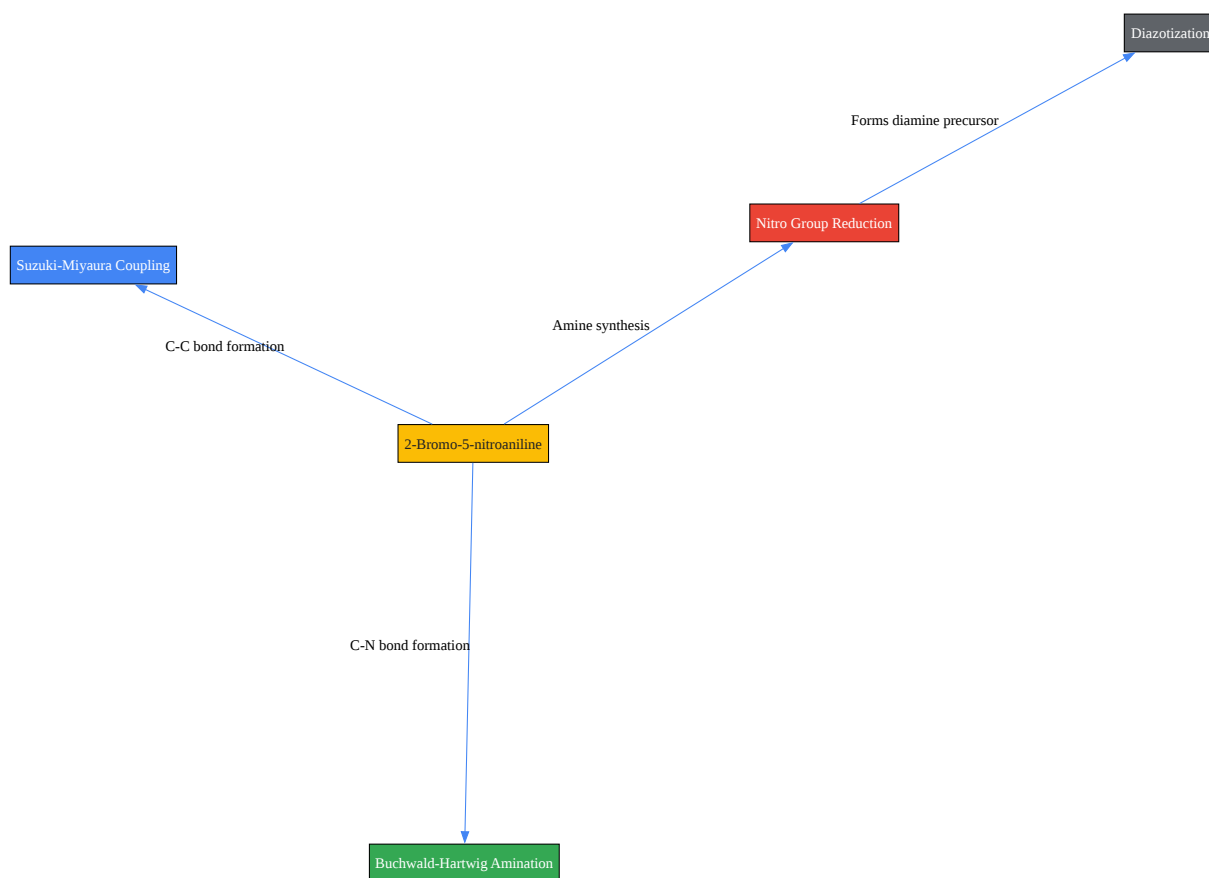 Diazotization
Forms diamine precursor
Nitro Group Reduction
Suzuki-Miyaura Coupling
Amine synthesis
C-C bond formation
2-Bromo-5-nitroaniline
C-N bond formation
Buchwald-Hartwig Amination